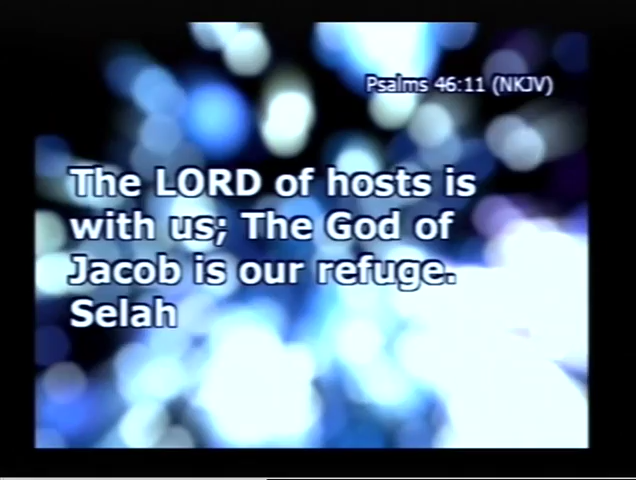 Psalms 46:11 (NKJV)
The LORD of hosts is
with us; The God of
Jacob is our refuge.
Selah